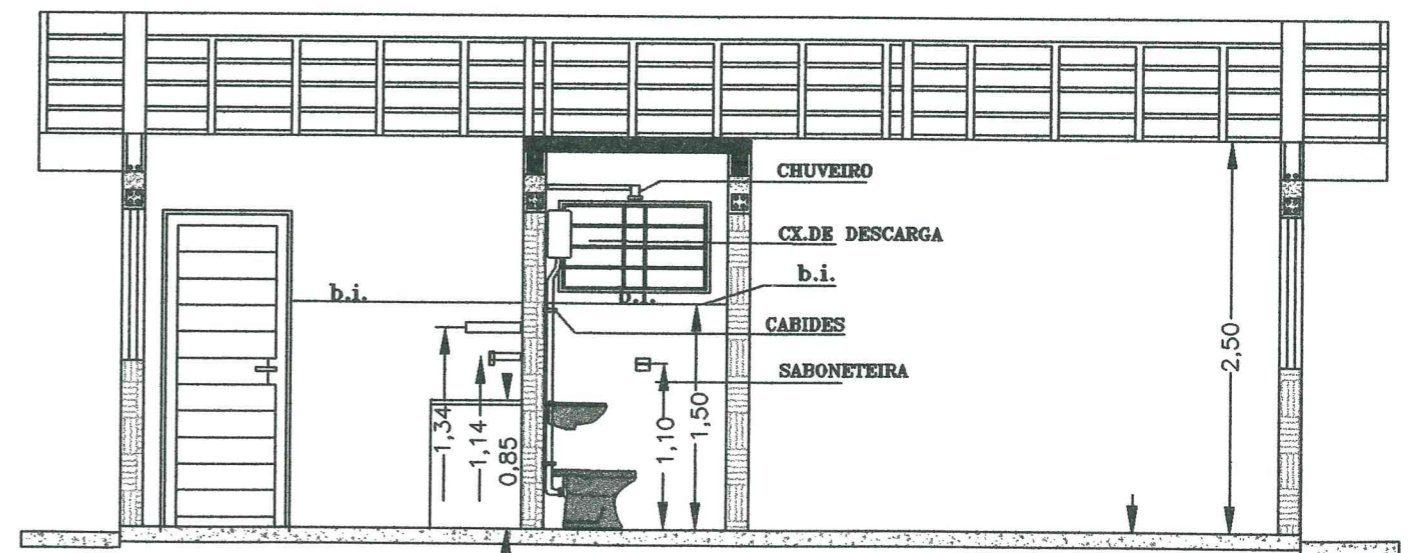 CHUVEIRO
CX.DE DESCARGA
b.i.
b.i.
b.i.
CABIDES
SABONETEIRA
1,34
1,14
0,85
1,10
1,50
2,50